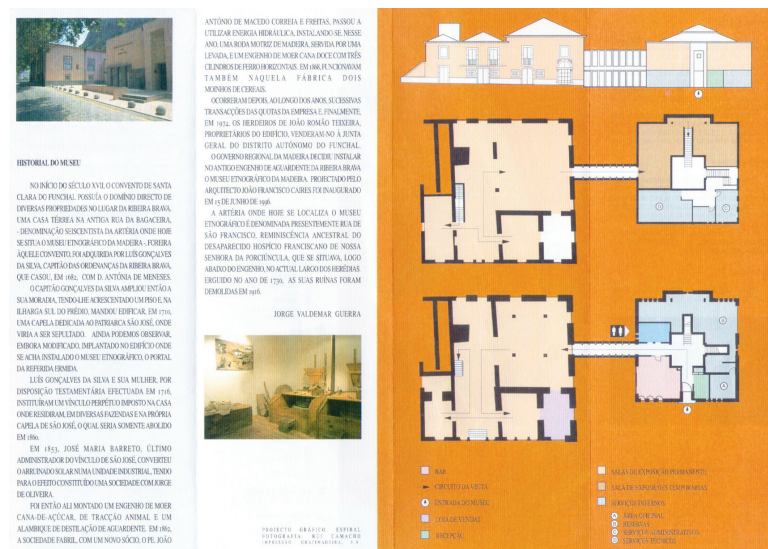 HISTORIAL DO MUSEU
NO INÍCIO DO SÉCULO XVII, O CONVENTO DE SANTA
CLARA DO FUNCHAL POSSUÍA O DOMÍNIO DIRECTO DE
DIVERSAS PROPRIEDADES NO LUGAR DA RIBEIRA BRAVA,
UMA CASA TÉRREA NA ANTIGA RUA DA BAGACEIRA,
- DENOMINAÇÃO SEISCENTISTA DA ARTÉRIA ONDE HOJE
SE SITUA O MUSEU ETNOGRÁFICO DA MADEIRA -, FOREIRA
ÀQUELE CONVENTO, FOI ADQUIRIDA POR LUÍS GONÇALVES
DA SILVA, CAPITÃO DAS ORDENANÇAS DA RIBEIRA BRAVA,
QUE CASOU, EM 1682, COM D. ANTÓNIA DE MENESES.
O CAPITÃO GONÇALVES DA SILVA AMPLIOU ENTÃO A
SUA MORADIA, TENDO-LHE ACRESCENTADO UM PISO E, NA
ILHARGA SUL DO PRÉDIO, MANDOU EDIFICAR, EM 1710,
UMA CAPELA DEDICADA AO PATRIARCA SÃO JOSÉ, ONDE
VIRIA A SER SEPULTADO. AINDA PODEMOS OBSERVAR,
EMBORA MODIFICADO, IMPLANTADO NO EDIFÍCIO ONDE
SE ACHA INSTALADO O MUSEU ETNOGRÁFICO, O PORTAL
DA REFERIDA ERMIDA.
LUÍS GONÇALVES DA SILVA E SUA MULHER, POR
DISPOSIÇÃO TESTAMENTÁRIA EFECTUADA EM 1716,
INSTITUÍRAM UM VÍNCULO PERPÉTUO IMPOSTO NA CASA
ONDE RESIDIRAM, EM DIVERSAS FAZENDAS E NA PRÓPRIA
CAPELA DE SÃO JOSÉ, O QUAL SERIA SOMENTE ABOLIDO
EM 1860.
EM 1853, JOSÉ MARIA BARRETO, ÚLTIMO
ADMINISTRADOR DO VÍNCULO DE SÃO JOSÉ, CONVERTEU
O ARRUINADO SOLAR NUMA UNIDADE INDUSTRIAL, TENDO
PARA O EFEITO CONSTITUÍDO UMA SOCIEDADE COM JORGE
DE OLIVEIRA.
FOI ENTÃO ALI MONTADO UM ENGENHO DE MOER
CANA-DE-AÇÚCAR, DE TRACÇÃO ANIMAL E UM
ALAMBIQUE DE DESTILAÇÃO DE AGUARDENTE. EM 1862,
A SOCIEDADE FABRIL, COM UM NOVO SÓCIO, O PE. JOÃO
ANTÓNIO DE MACEDO CORREIA E FREITAS, PASSOU A
UTILIZAR ENERGIA HIDRÁULICA, INSTALANDO-SE, NESSE
ANO, UMA RODA MOTRIZ DE MADEIRA, SERVIDA POR UMA
LEVADA, E UM ENGENHO DE MOER CANA DOCE COM TRÊS
CILINDROS DE FERRO HORIZONTAIS. EM 1868, FUNCIONAVAM
TAMBÉM NAQUELA FÁBRICA DOIS
MOINHOS DE CEREAIS.
OCORRERAM DEPOIS, AO LONGO DOS ANOS, SUCESSIVAS
TRANSACÇÕES DAS QUOTAS DA EMPRESA E, FINALMENTE,
EM 1974, OS HERDEIROS DE JOÃO ROMÃO TEIXEIRA,
PROPRIETÁRIOS DO EDIFÍCIO, VENDERAM-NO À JUNTA
GERAL DO DISTRITO AUTÓNOMO DO FUNCHAL.
O GOVERNO REGIONAL DA MADEIRA DECIDIU INSTALAR
NO ANTIGO ENGENHO DE AGUARDENTE DA RIBEIRA BRAVA
O MUSEU ETNOGRÁFICO DA MADEIRA. PROJECTADO PELO
ARQUITECTO JOÃO FRANCISCO CAIRES FOI INAUGURADO
EM 15 DE JUNHO DE 1996.
A ARTÉRIA ONDE HOJE SE LOCALIZA O MUSEU
ETNOGRÁFICO É DENOMINADA PRESENTEMENTE RUA DE
SÃO FRANCISCO, REMINISCÊNCIA ANCESTRAL DO
DESAPARECIDO HOSPÍCIO FRANCISCANO DE NOSSA
SENHORA DA PORCIÚNCULA, QUE SE SITUAVA, LOGO
ABAIXO DO ENGENHO, NO ACTUAL LARGO DOS HERÉDIAS.
ERGUIDO NO ANO DE 1730, AS SUAS RUÍNAS FORAM
DEMOLIDAS EM 1916.
JORGE VALDEMAR GUERRA
PROJECTO GRÁFICO ESPIRAL
FOTOGRAFIA RUI CAMACHO
BAR
CIRCUITO DA VISITA
A ENTRADA DO MUSEU
LOJA DE VENDAS
RECEPÇÃO
SALAS DE EXPOSIÇÃO PERMANENTE
SALA DE EXPOSIÇÕES TEMPORÁRIAS
SERVIÇOS INTERNOS
A ÁREA OFICINAL
B RESERVAS
C SERVIÇOS ADMINISTRATIVOS
D SERVIÇOS TÉCNICOS